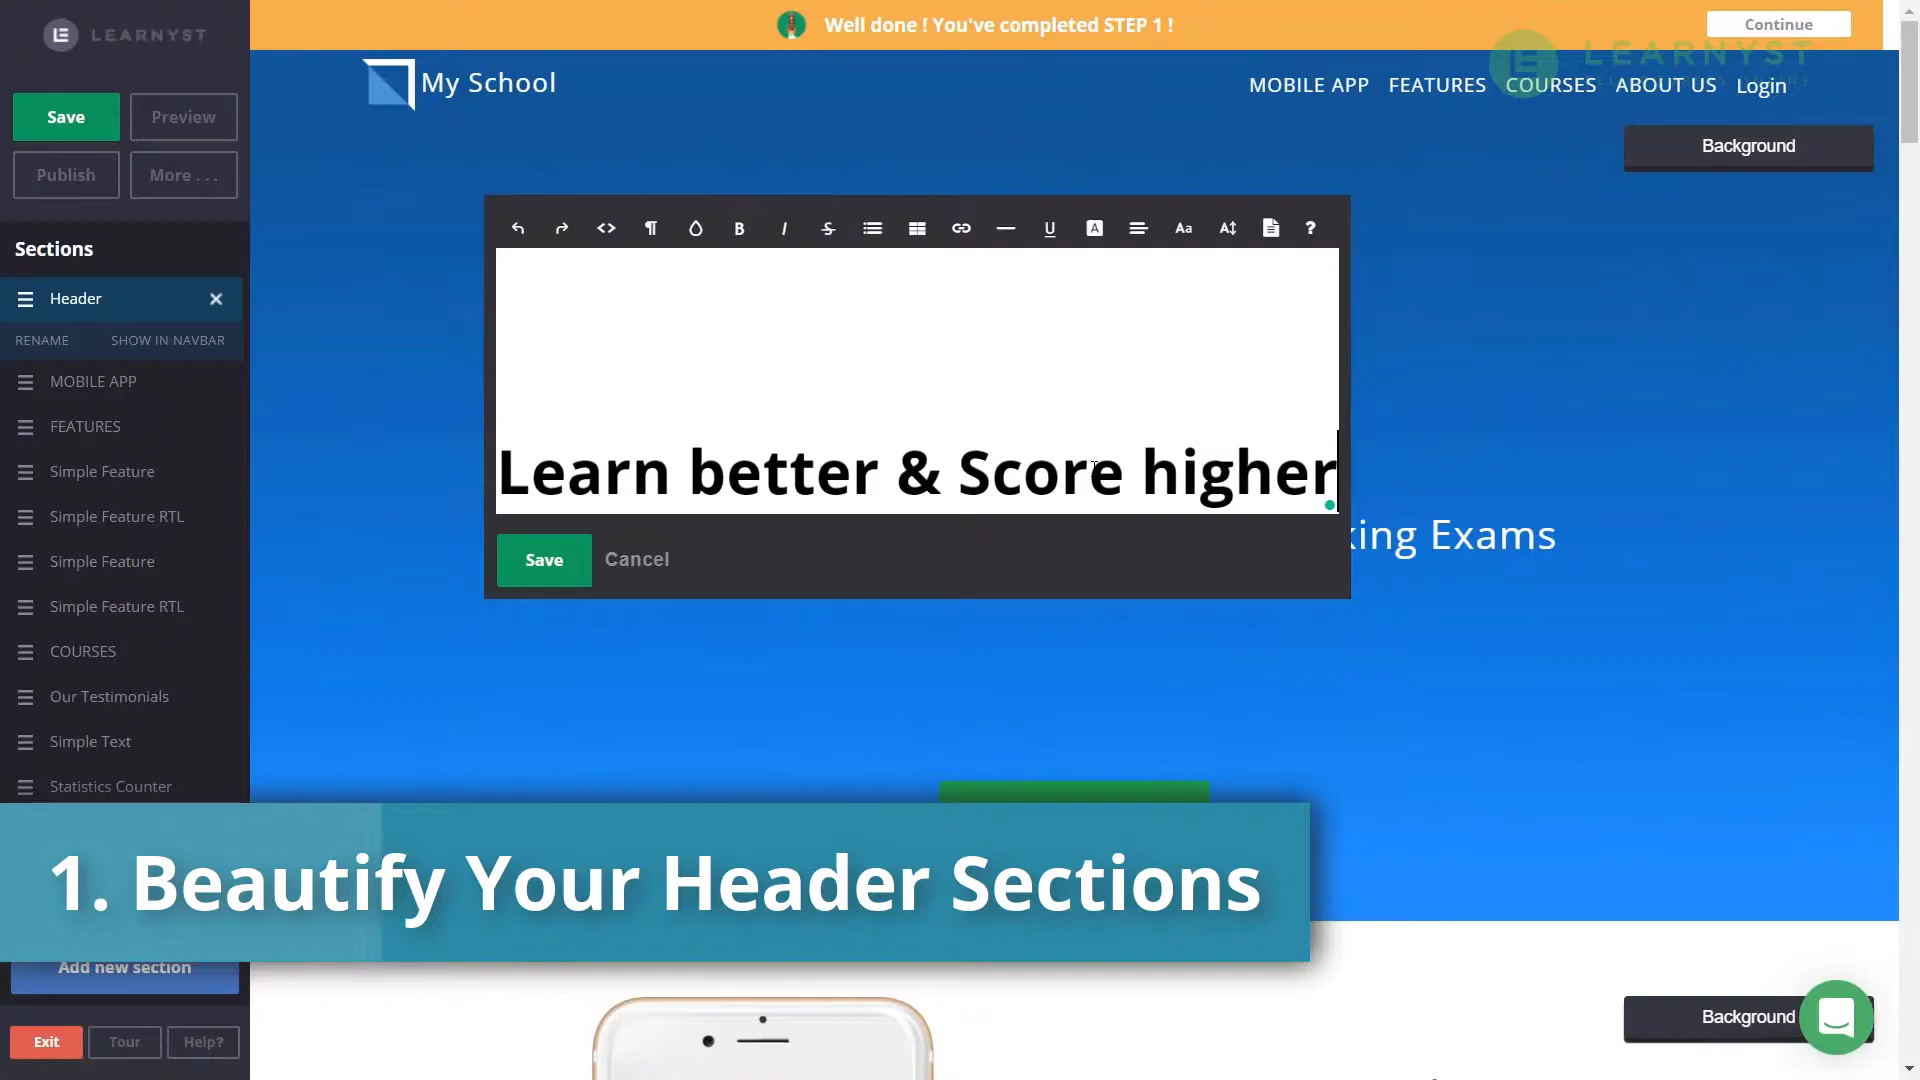 LEARNYST
Well done ! You've completed STEP 1 !
Continue
LEARNYST
Save
Preview
Publish
More . . .
My School
MOBILE APP
FEATURES
COURSES
ABOUT US
Login
Background
Sections
Header
RENAME
SHOW IN NAVBAR
MOBILE APP
FEATURES
Simple Feature
Simple Feature RTL
Simple Feature
Simple Feature RTL
COURSES
Our Testimonials
Simple Text
Statistics Counter
Learn better & Score higher
Save
Cancel
king Exams
1. Beautify Your Header Sections
Add new section
Background
Exit
Tour
Help?